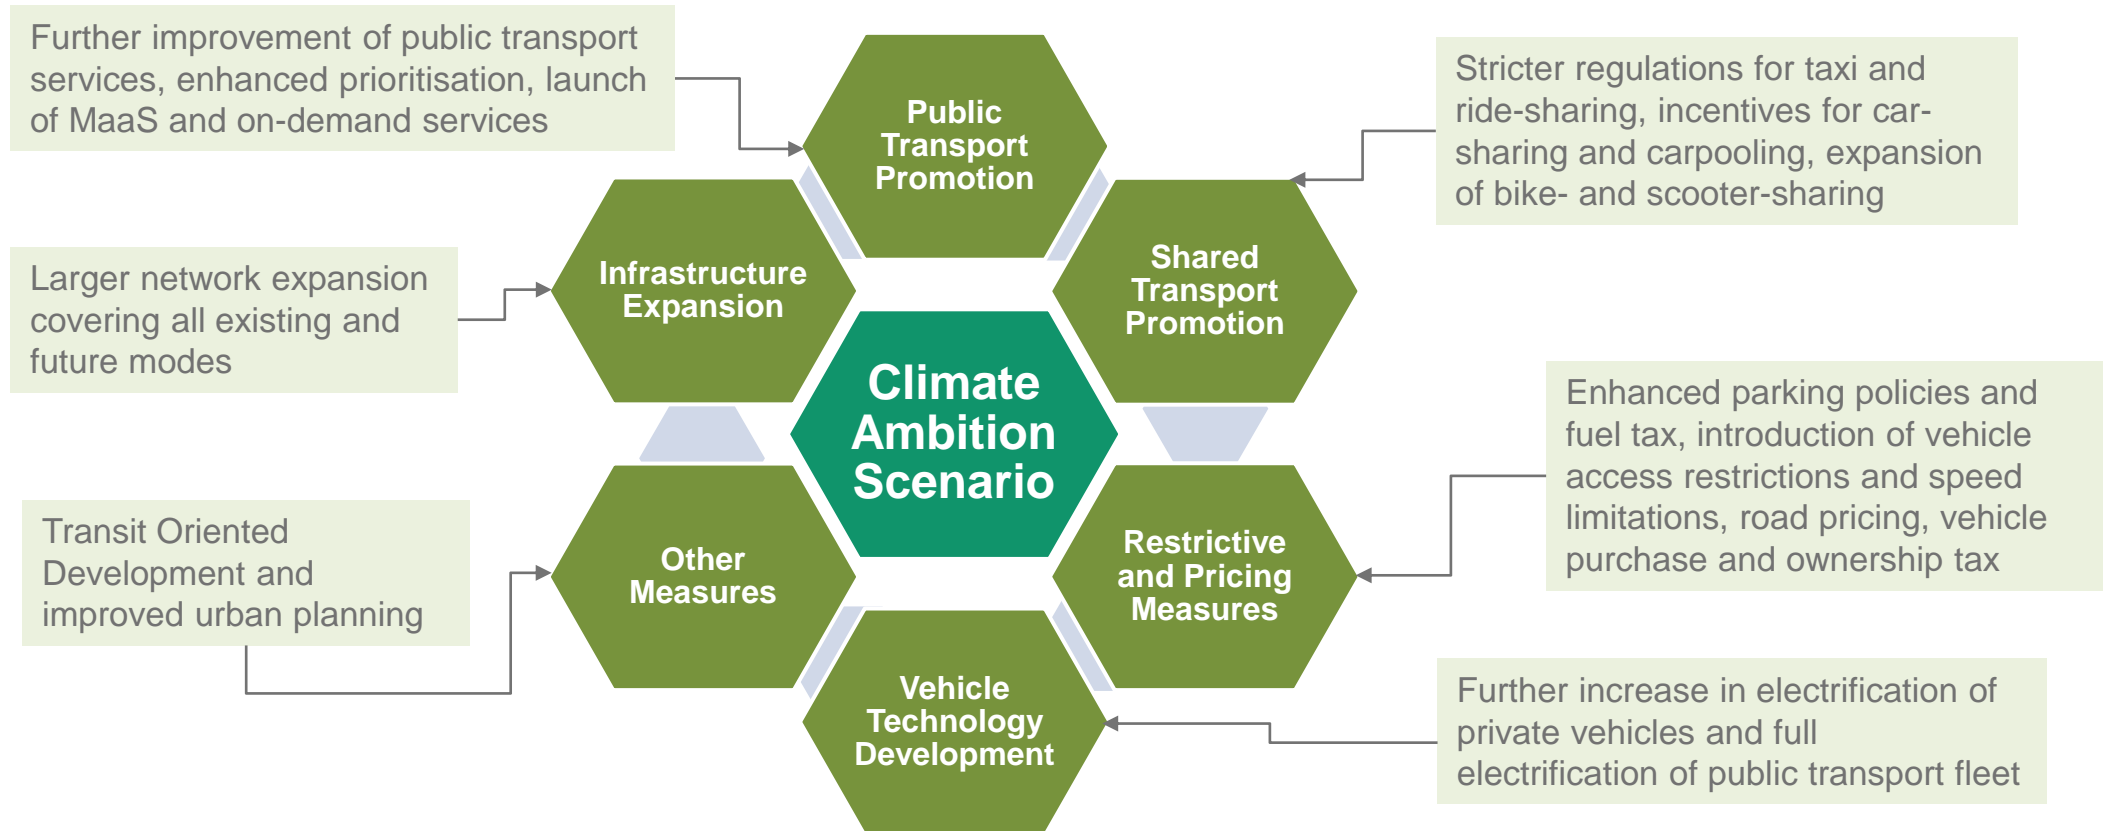 Further improvement of public transport
services, enhanced prioritisation, launch
of MaaS and on-demand services
Public
Transport
Promotion
Stricter regulations for taxi and
ride-sharing, incentives for car-
sharing and carpooling, expansion
of bike- and scooter-sharing
Larger network expansion
covering all existing and
future modes
Infrastructure
Expansion
Shared
Transport
Promotion
Climate
Ambition
Scenario
Enhanced parking policies and
fuel tax, introduction of vehicle
access restrictions and speed
limitations, road pricing, vehicle
purchase and ownership tax
Transit Oriented
Development and
improved urban planning
Other
Measures
Restrictive
and Pricing
Measures
Vehicle
Technology
Development
Further increase in electrification of
private vehicles and full
electrification of public transport fleet